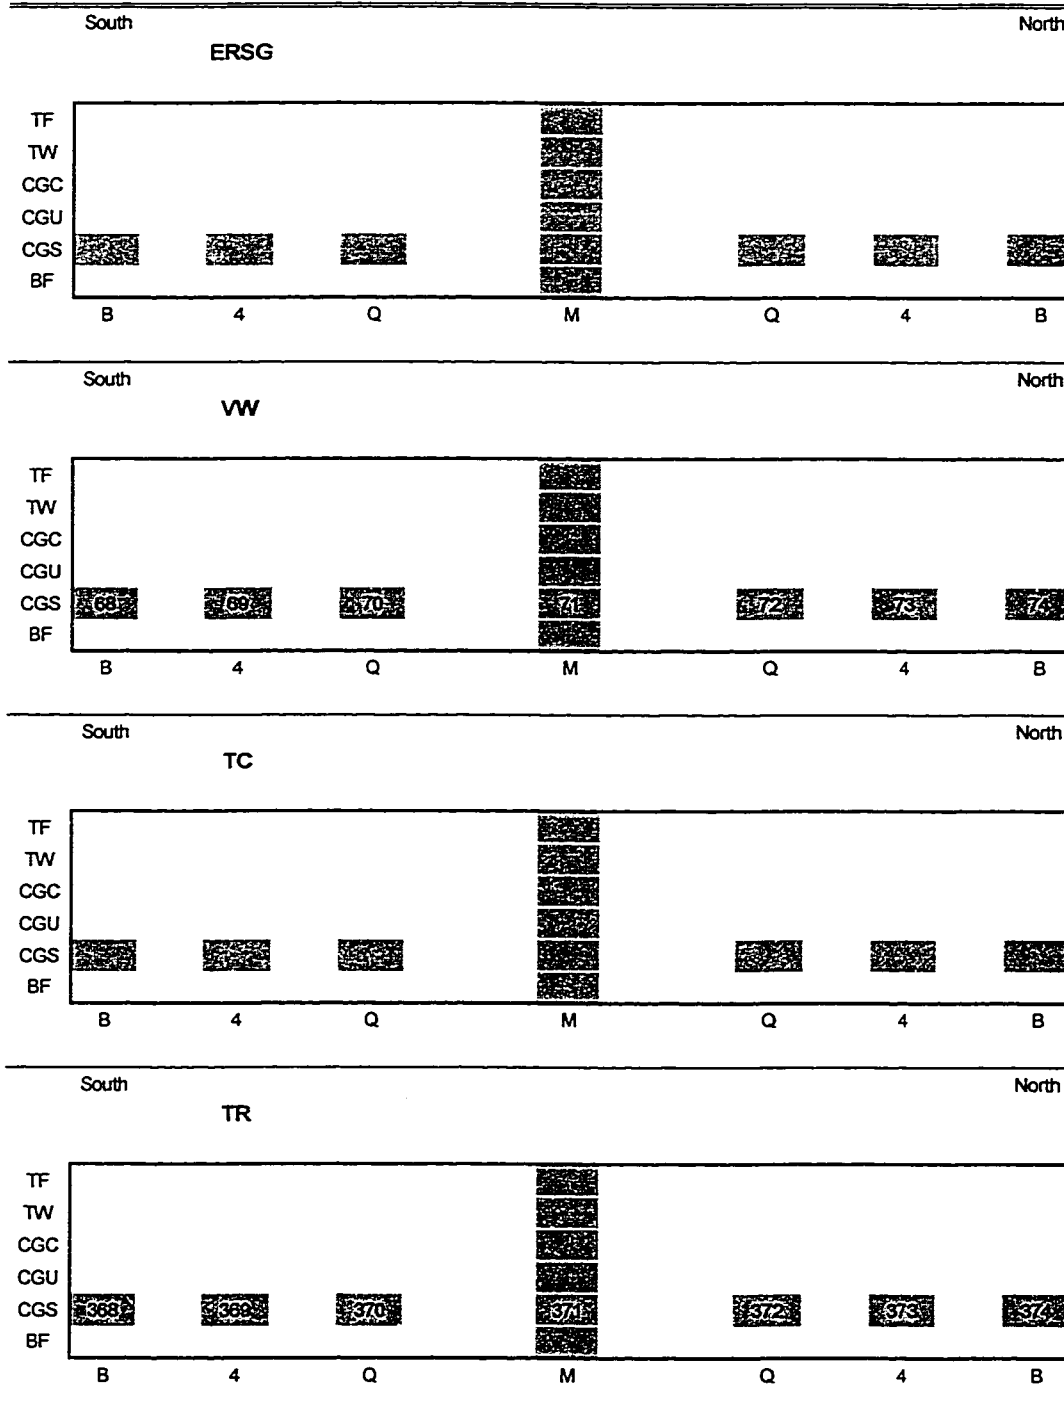 South North
ERSG
TF
TW
CGC
CGU
CGS
BF
B 4 Q M Q 4 B
South North
VW
TF
TW
CGC
CGU
CGS 68 69 70 71 72 73 74
BF
B 4 Q M Q 4 B
South North
TC
TF
TW
CGC
CGU
CGS
BF
B 4 Q M Q 4 B
South North
TR
TF
TW
CGC
CGU
CGS 368 369 370 371 372 373 374
BF
B 4 Q M Q 4 B